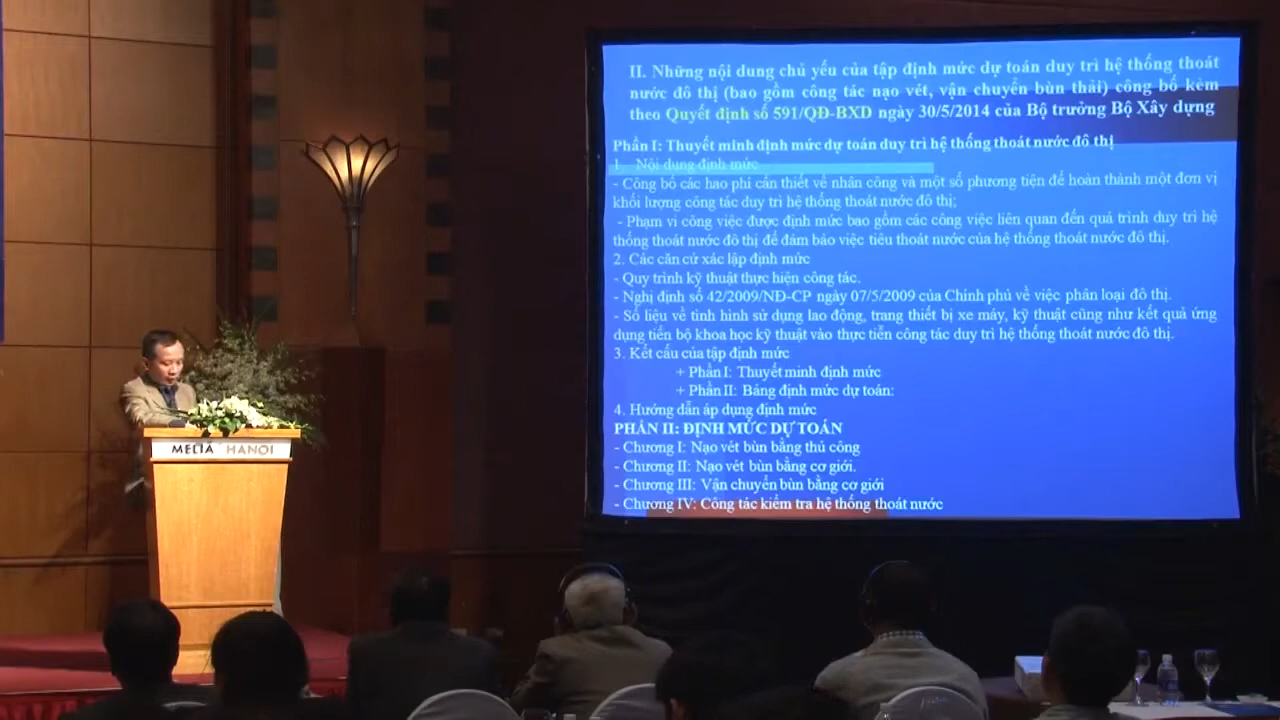 II. Những nội dung chủ yếu của tập định mức dự toán duy trì hệ thống thoát
nước đô thị (bao gồm công tác nạo vét, vận chuyển bùn thải) công bố kèm
theo Quyết định số 591/QĐ-BXD ngày 30/5/2014 của Bộ trưởng Bộ Xây dựng
Phần I: Thuyết minh định mức dự toán duy trì hệ thống thoát nước đô thị
1. Nội dung định mức
- Công bố các hao phí cần thiết về nhân công và một số phương tiện để hoàn thành một đơn vị
khối lượng công tác duy trì hệ thống thoát nước đô thị;
- Phạm vi công việc được định mức bao gồm các công việc liên quan đến quá trình duy trì hệ
thống thoát nước đô thị để đảm bảo việc tiêu thoát nước của hệ thống thoát nước đô thị.
2. Các căn cứ xác lập định mức
- Quy trình kỹ thuật thực hiện công tác.
- Nghị định số 42/2009/NĐ-CP ngày 07/5/2009 của Chính phủ về việc phân loại đô thị.
- Số liệu về tình hình sử dụng lao động, trang thiết bị xe máy, kỹ thuật cũng như kết quả ứng
dụng tiến bộ khoa học kỹ thuật vào thực tiễn công tác duy trì hệ thống thoát nước đô thị.
3. Kết cấu của tập định mức
+ Phần I: Thuyết minh định mức
+ Phần II: Bảng định mức dự toán:
4. Hướng dẫn áp dụng định mức
PHẦN II: ĐỊNH MỨC DỰ TOÁN
- Chương I: Nạo vét bùn bằng thủ công
- Chương II: Nạo vét bùn bằng cơ giới.
- Chương III: Vận chuyển bùn bằng cơ giới
- Chương IV: Công tác kiểm tra hệ thống thoát nước
MELIÃ HANOI